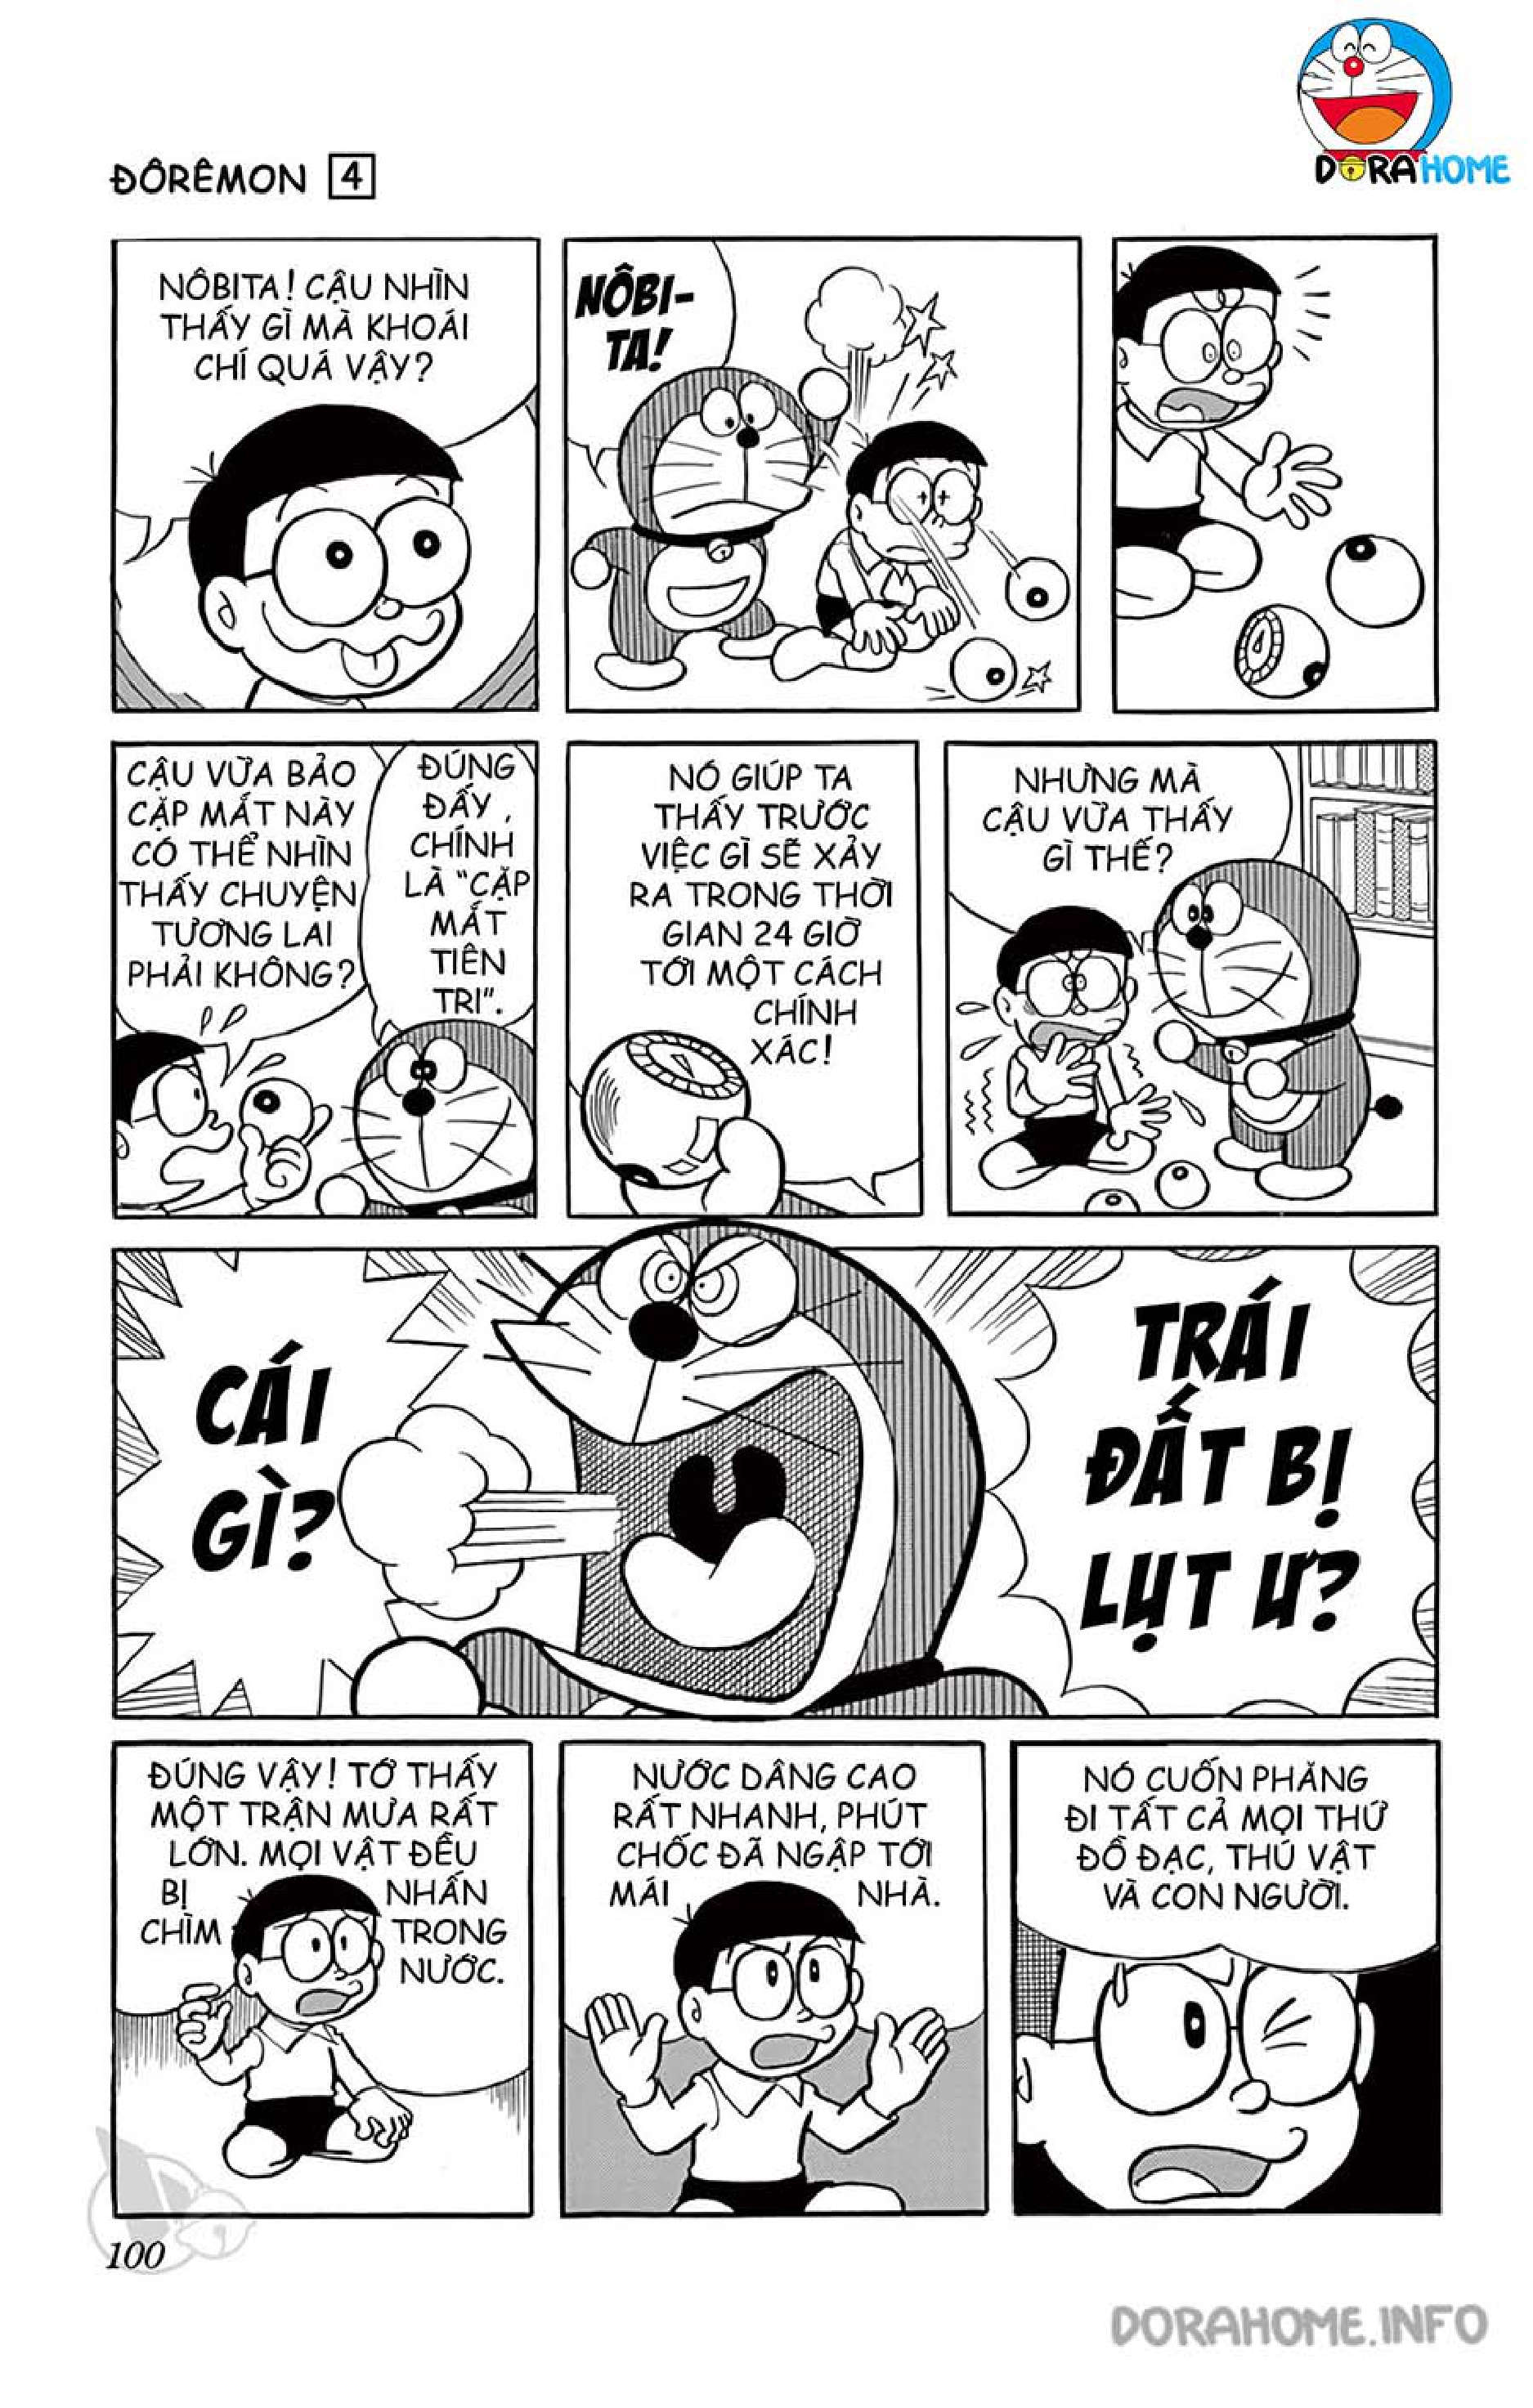 DORAHOME
ĐÔRÊMON 4
NÔBITA! CẬU NHÌN
THẤY GÌ MÀ KHOÁI
CHÍ QUÁ VẬY?
NÔBI-
TA!
CẬU VỪA BẢO
CẶP MẮT NÀY
CÓ THỂ NHÌN
THẤY CHUYỆN
TƯƠNG LAI
PHẢI KHÔNG?
ĐÚNG
ĐẤY,
CHÍNH
LÀ "CẶP
MẮT
TIÊN
TRI".
NÓ GIÚP TA
THẤY TRƯỚC
VIỆC GÌ SẼ XẢY
RA TRONG THỜI
GIAN 24 GIỜ
TỚI MỘT CÁCH
CHÍNH
XÁC!
NHƯNG MÀ
CẬU VỪA THẤY
GÌ THẾ?
CÁI
GÌ?
TRÁI
ĐẤT BỊ
LỤT Ư?
ĐÚNG VẬY! TỚ THẤY
MỘT TRẬN MƯA RẤT
LỚN. MỌI VẬT ĐỀU
BỊ NHẤN
CHÌM TRONG
NƯỚC.
NƯỚC DÂNG CAO
RẤT NHANH, PHÚT
CHỐC ĐÃ NGẬP TỚI
MÁI NHÀ.
NÓ CUỐN PHĂNG
ĐI TẤT CẢ MỌI THỨ
ĐỒ ĐẠC, THÚ VẬT
VÀ CON NGƯỜI.
100
DORAHOME.INFO